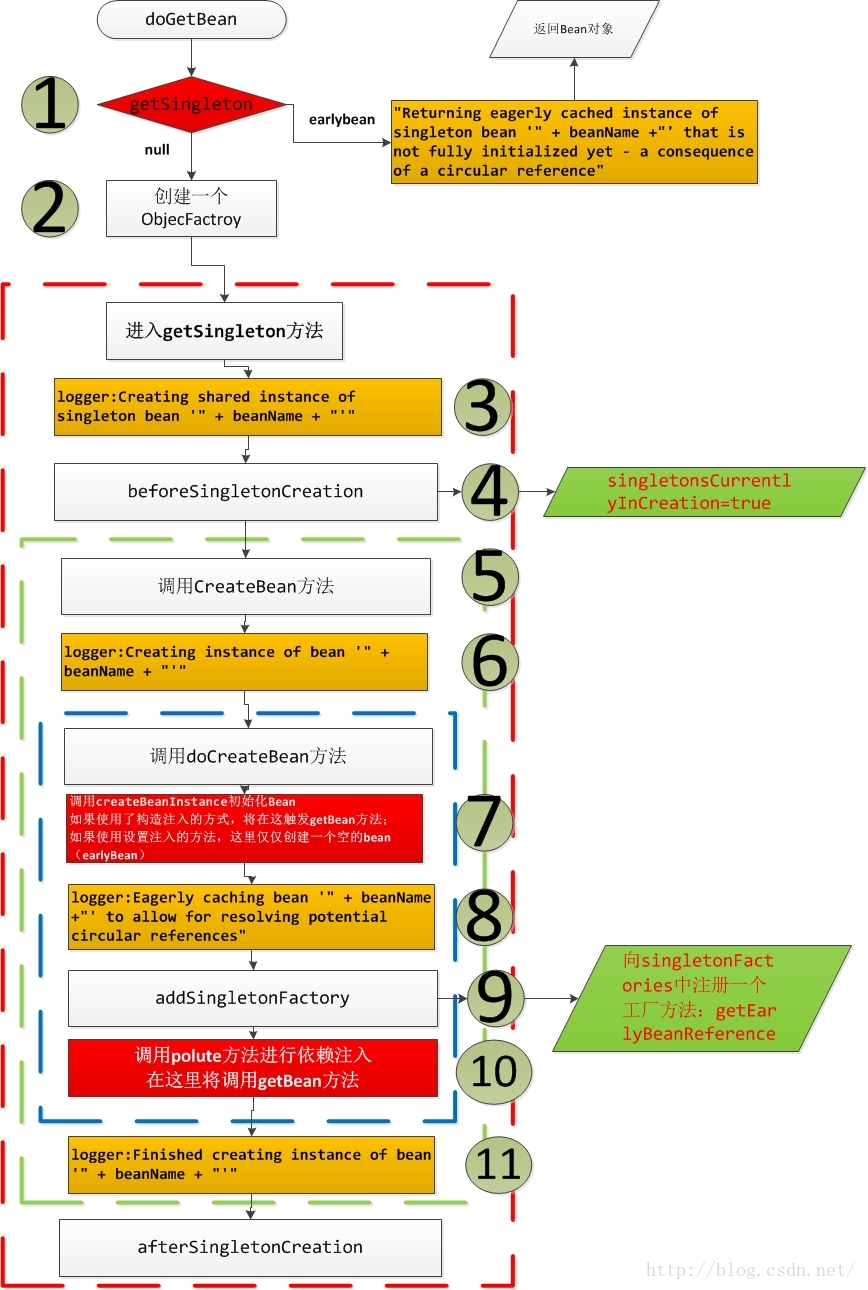 doGetBean
返回Bean对象
1
getSingleton
earlybean
"Returning eagerly cached instance of
singleton bean '" + beanName +"' that is
not fully initialized yet - a consequence
of a circular reference"
null
2
创建一个
ObjecFactroy
进入getSingleton方法
logger:Creating shared instance of
singleton bean '" + beanName + "'"
3
beforeSingletonCreation
4
singletonsCurrentl
yInCreation=true
调用CreateBean方法
5
logger:Creating instance of bean '" +
beanName + "'"
6
调用doCreateBean方法
调用createBeanInstance初始化Bean
如果使用了构造注入的方式，将在这触发getBean方法；
如果使用设置注入的方法，这里仅仅创建一个空的bean
（earlyBean）
7
logger:Eagerly caching bean '" + beanName
+"' to allow for resolving potential
circular references"
8
addSingletonFactory
9
向singletonFact
ories中注册一个
工厂方法：getEar
lyBeanReference
调用polute方法进行依赖注入
在这里将调用getBean方法
10
logger:Finished creating instance of bean
'" + beanName + "'"
11
afterSingletonCreation
http://blog.csdn.net/